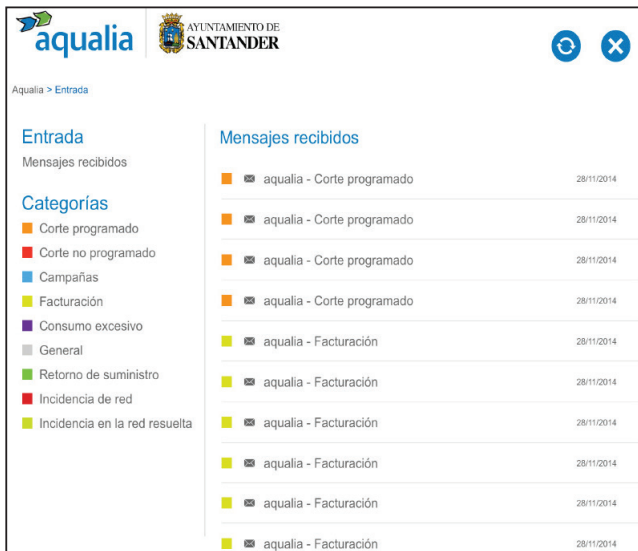 aqualia
AYUNTAMIENTO DE
SANTANDER
Aqualia > Entrada
Entrada
Mensajes recibidos
Categorías
Corte programado
Corte no programado
Campañas
Facturación
Consumo excesivo
General
Retorno de suministro
Incidencia de red
Incidencia en la red resuelta
Mensajes recibidos
aqualia - Corte programado 28/11/2014
aqualia - Corte programado 28/11/2014
aqualia - Corte programado 28/11/2014
aqualia - Corte programado 28/11/2014
aqualia - Facturación 28/11/2014
aqualia - Facturación 28/11/2014
aqualia - Facturación 28/11/2014
aqualia - Facturación 28/11/2014
aqualia - Facturación 28/11/2014
aqualia - Facturación 28/11/2014